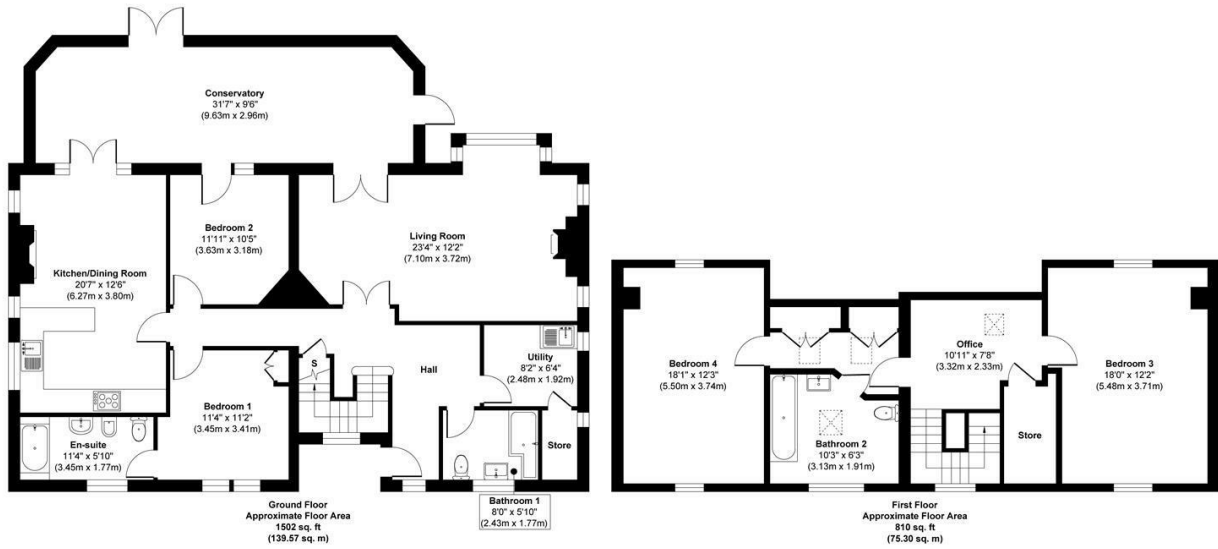 Conservatory
31'7" x 9'6"
(9.63m x 2.96m)
Bedroom 2
11'11" x 10'5"
(3.63m x 3.18m)
Living Room
23'4" x 12'2"
(7.10m x 3.72m)
Kitchen/Dining Room
20'7" x 12'6"
(6.27m x 3.80m)
S
Hall
Utility
8'2" x 6'4"
(2.48m x 1.92m)
Bedroom 1
11'4" x 11'2"
(3.45m x 3.41m)
En-suite
11'4" x 5'10"
(3.45m x 1.77m)
Store
Bathroom 1
8'0" x 5'10"
(2.43m x 1.77m)
Ground Floor
Approximate Floor Area
1502 sq. ft
(139.57 sq. m)
Bedroom 4
18'1" x 12'3"
(5.50m x 3.74m)
Office
10'11" x 7'8"
(3.32m x 2.33m)
Bedroom 3
18'0" x 12'2"
(5.48m x 3.71m)
Bathroom 2
10'3" x 6'3"
(3.13m x 1.91m)
Store
First Floor
Approximate Floor Area
810 sq. ft
(75.30 sq. m)